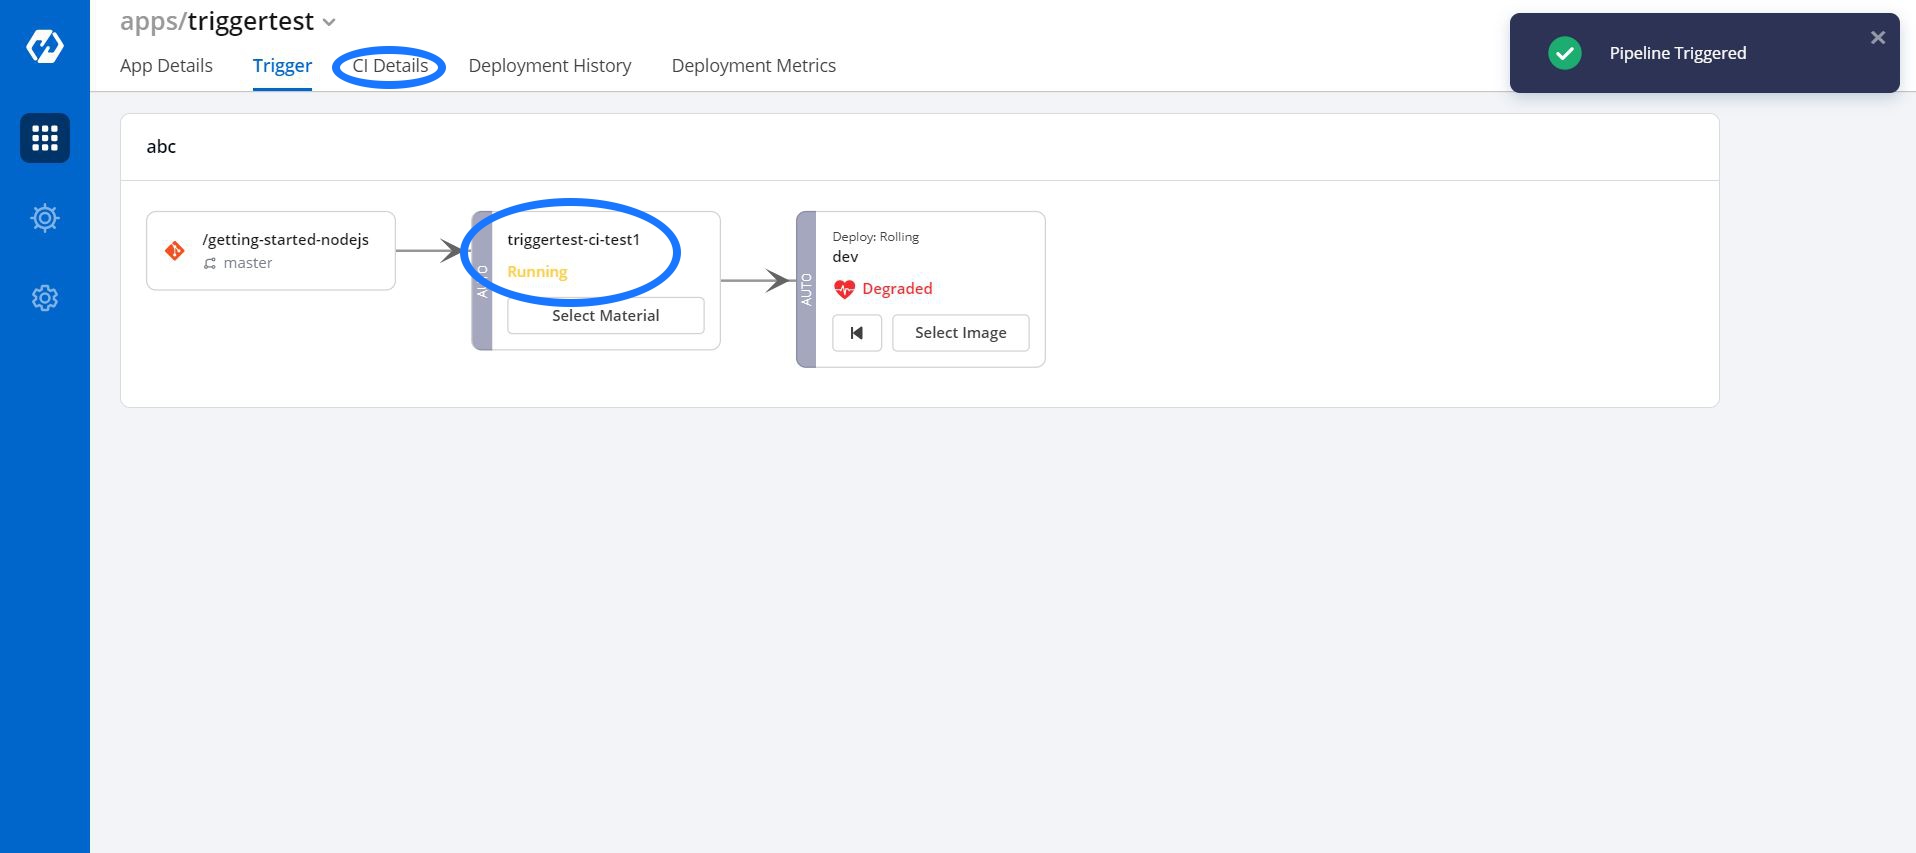 apps/triggertest
App Details
Trigger
CI Details
Deployment History
Deployment Metrics
Pipeline Triggered
abc
/getting-started-nodejs
master
AUTO
triggertest-ci-test1
Running
Select Material
AUTO
Deploy: Rolling
dev
Degraded
Select Image